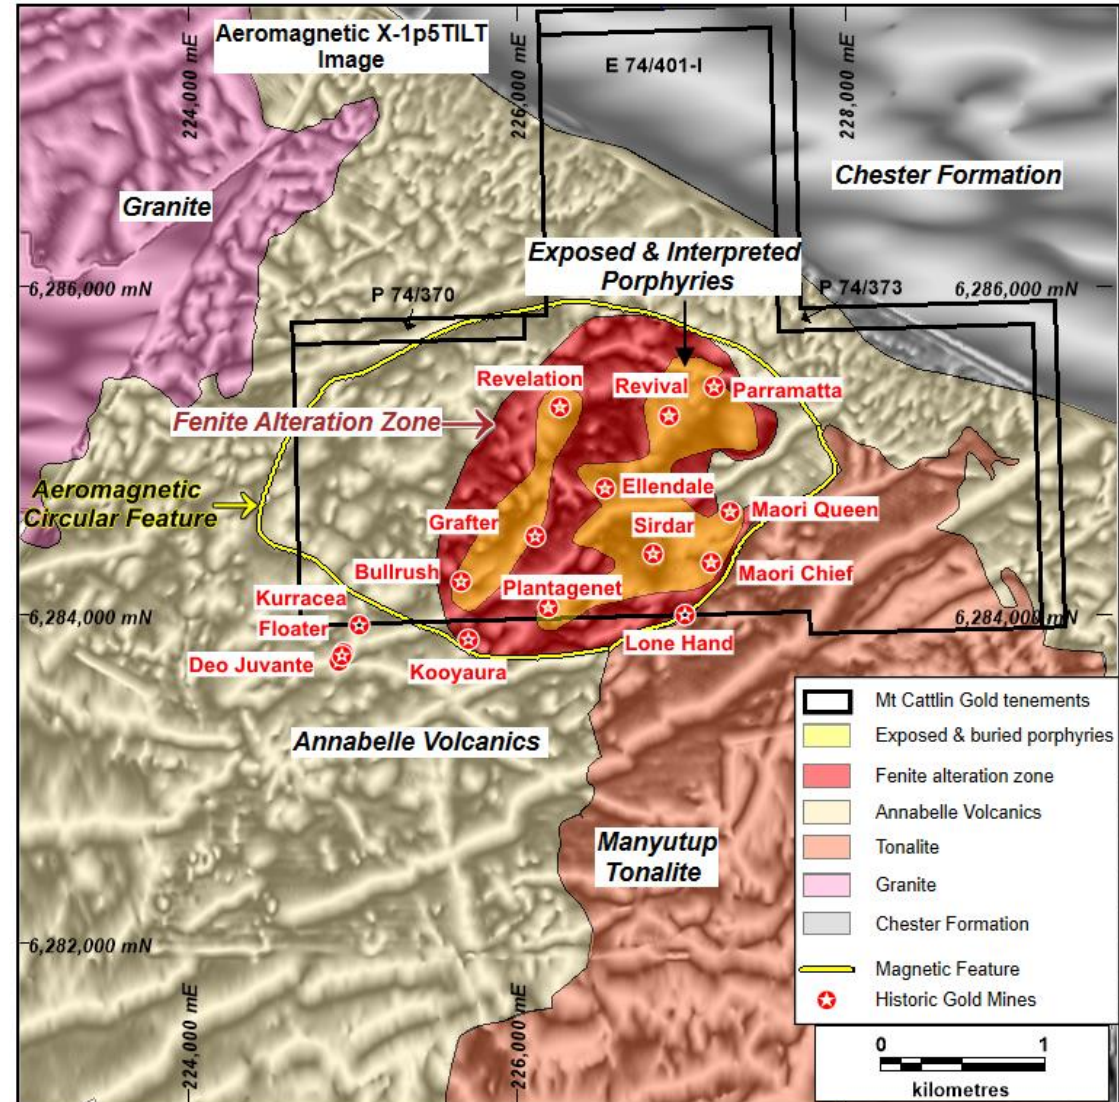 Aeromagnetic X-1p5TILT
Image
224,000 mE
226,000 mE
228,000 mE
E 74/401-I
Chester Formation
Granite
Exposed & Interpreted
Porphyries
6,286,000 mN
P 74/370
P 74/373
6,286,000 mN
Revelation
Revival
Parramatta
Fenite Alteration Zone
Aeromagnetic
Circular Feature
Ellendale
Maori Queen
Grafter
Sirdar
Bullrush
Maori Chief
Plantagenet
Kurracea
6,284,000 mN
Floater
6,284,000 mN
Lone Hand
Deo Juvante
Kooyaura
Annabelle Volcanics
Manyutup
Tonalite
6,282,000 mN
224,000 mE
226,000 mE
Mt Cattlin Gold tenements
Exposed & buried porphyries
Fenite alteration zone
Annabelle Volcanics
Tonalite
Granite
Chester Formation
Magnetic Feature
Historic Gold Mines
0 1
kilometres